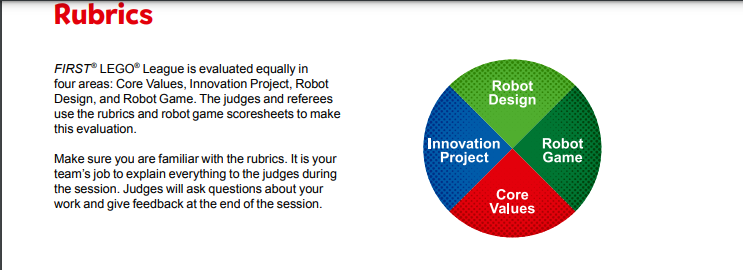 Rubrics
FIRST® LEGO® League is evaluated equally in
four areas: Core Values, Innovation Project, Robot
Design, and Robot Game. The judges and referees
use the rubrics and robot game scoresheets to make
this evaluation.
Make sure you are familiar with the rubrics. It is your
team's job to explain everything to the judges during
the session. Judges will ask questions about your
work and give feedback at the end of the session.
Robot
Design
Innovation
Project
Robot
Game
Core
Values